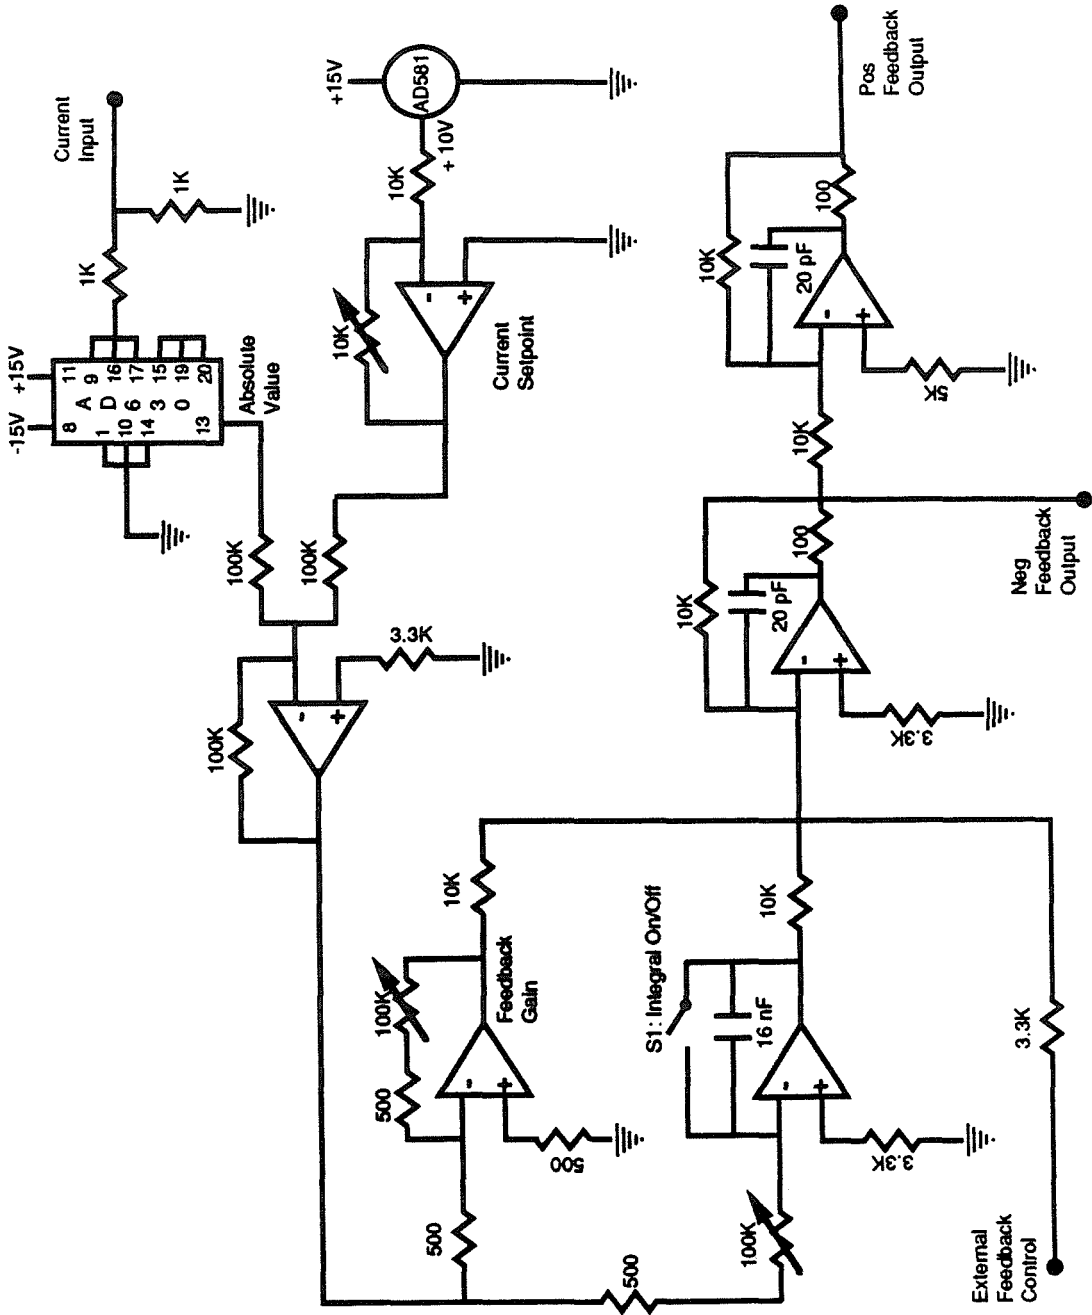 Current
Input
1K
1K
-15V
+15V
8
11
1
A
9
10
D
16
14
6
17
3
15
0
19
13
20
Absolute
Value
+15V
AD581
+ 10V
10K
10K
-
+
Current
Setpoint
100K
100K
100K
-
+
3.3K
500
500
100K
-
+
500
Feedback
Gain
10K
500
100K
S1: Integral On/Off
16 nF
-
+
3.3K
10K
External
Feedback
Control
3.3K
10K
20 pF
-
+
3.3K
100
Neg
Feedback
Output
10K
10K
20 pF
-
+
5K
100
Pos
Feedback
Output